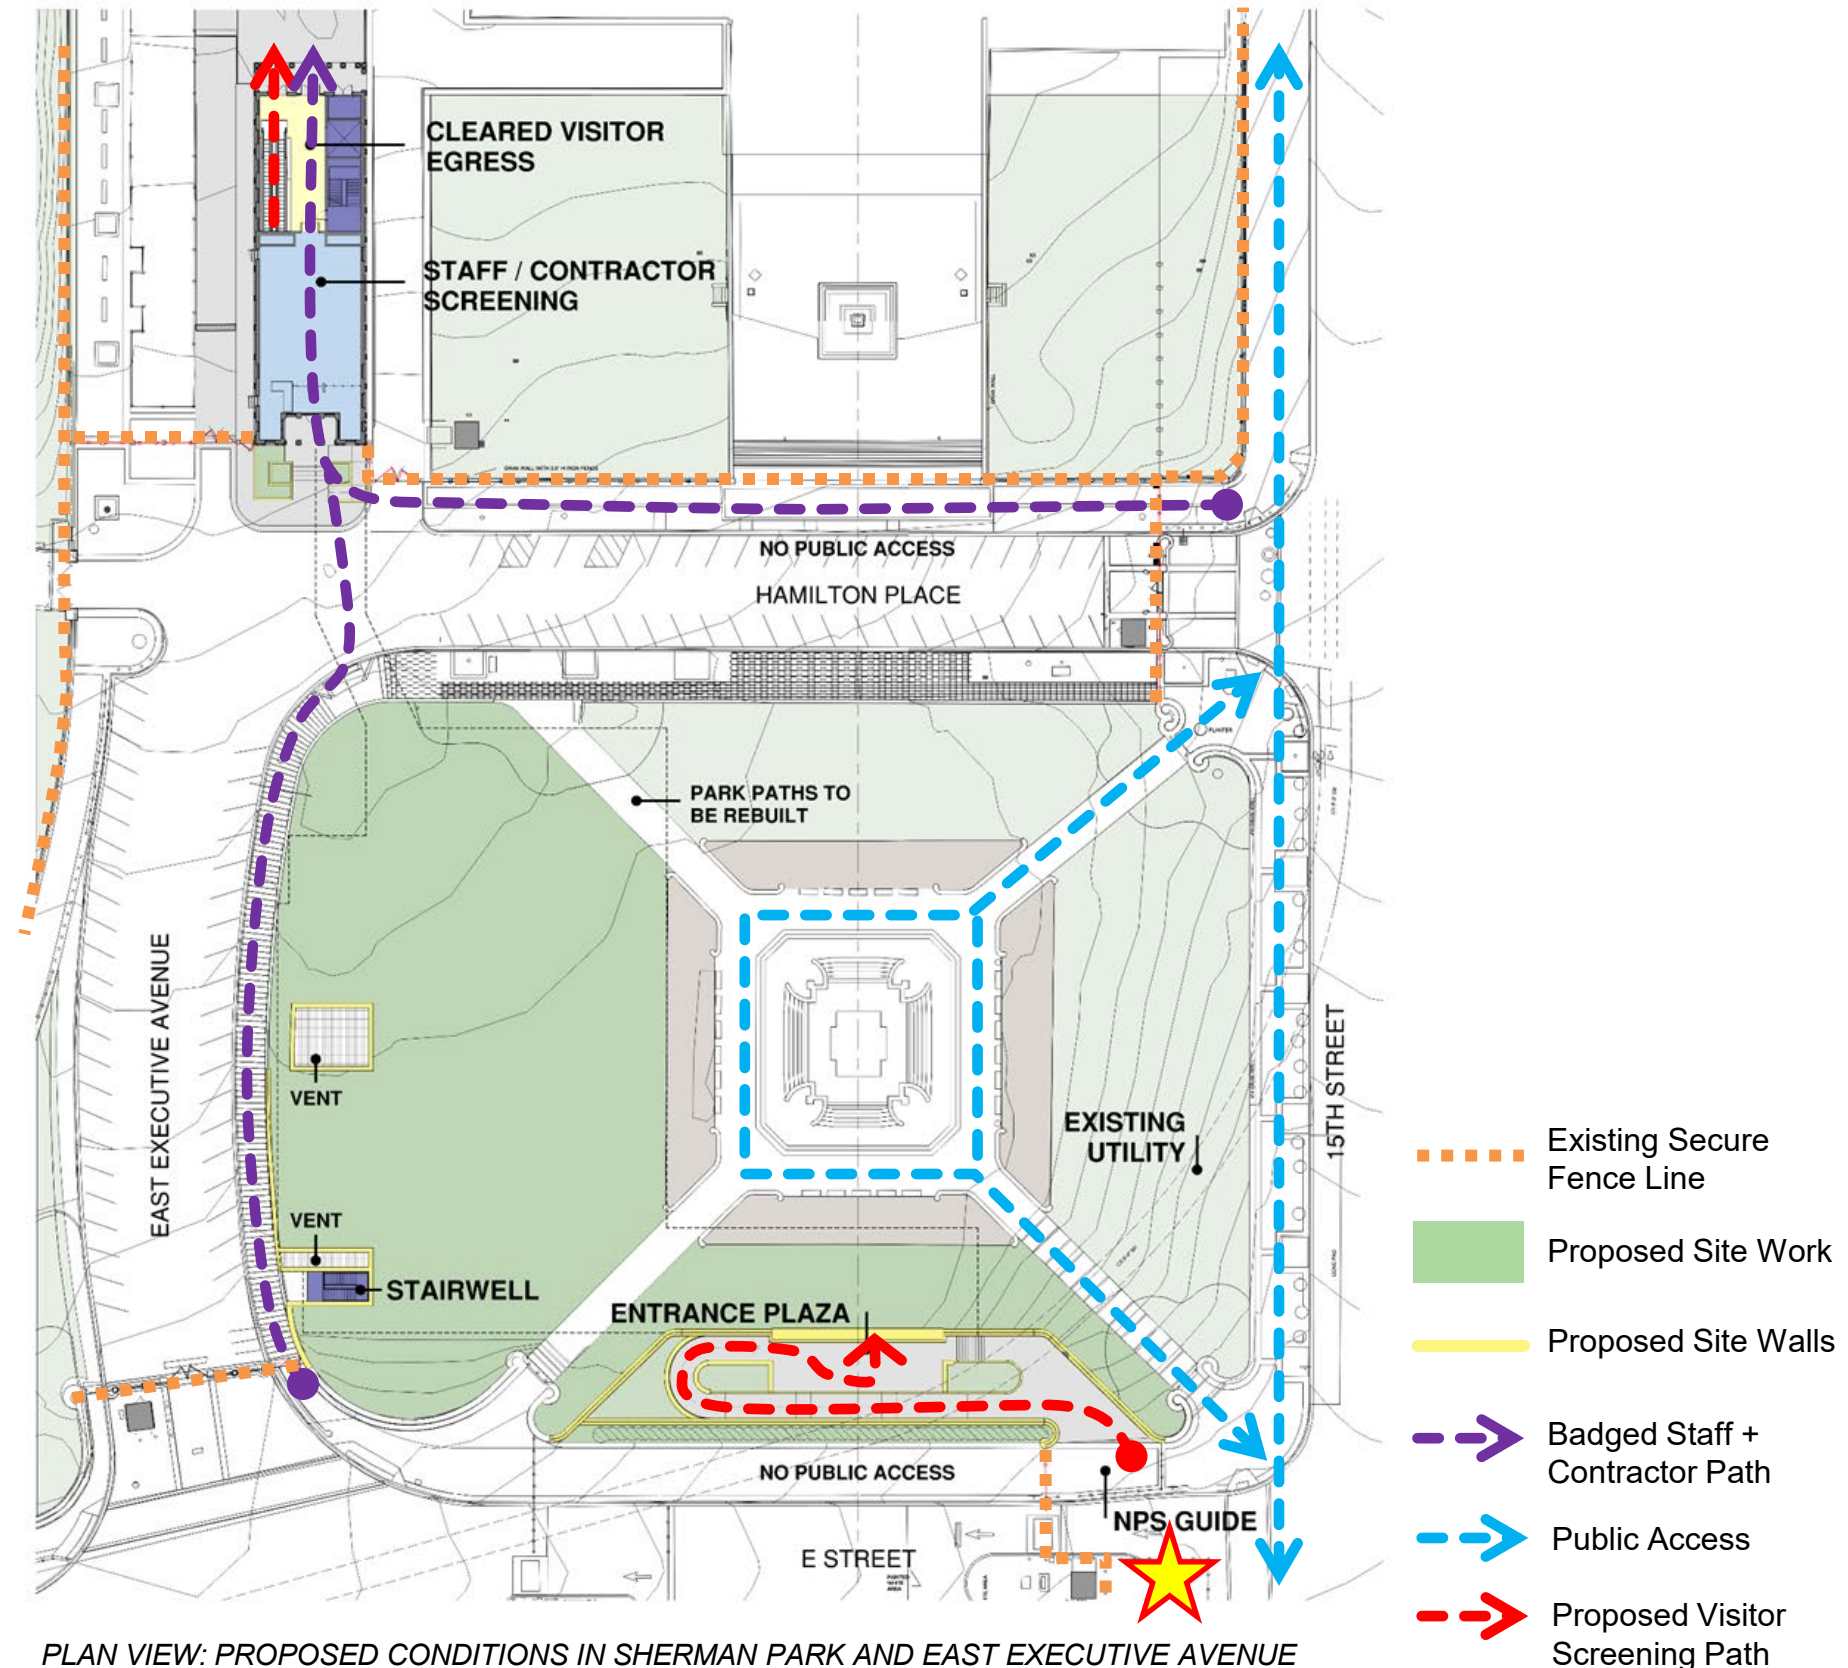 CLEARED VISITOR
EGRESS
STAFF / CONTRACTOR
SCREENING
NO PUBLIC ACCESS
HAMILTON PLACE
PLANTER
PARK PATHS TO
BE REBUILT
EAST EXECUTIVE AVENUE
VENT
EXISTING
UTILITY
15TH STREET
VENT
STAIRWELL
ENTRANCE PLAZA
NO PUBLIC ACCESS
NPS GUIDE
E STREET
Existing Secure
Fence Line
Proposed Site Work
Proposed Site Walls
Badged Staff +
Contractor Path
Public Access
Proposed Visitor
Screening Path
PLAN VIEW: PROPOSED CONDITIONS IN SHERMAN PARK AND EAST EXECUTIVE AVENUE